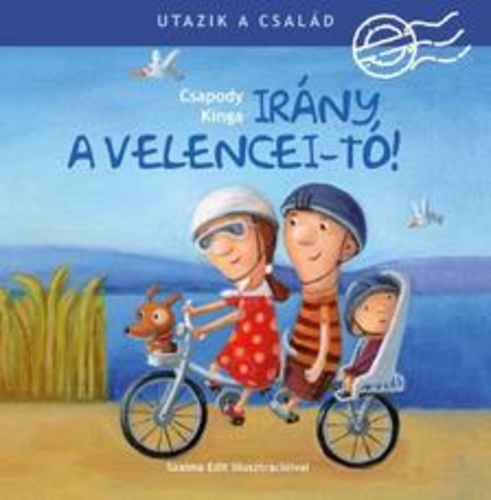 UTAZIK A CSALÁD
Csapody
Kinga
IRÁNY
A VELENCEI-TÓ!
Szalma Edit illusztrációival